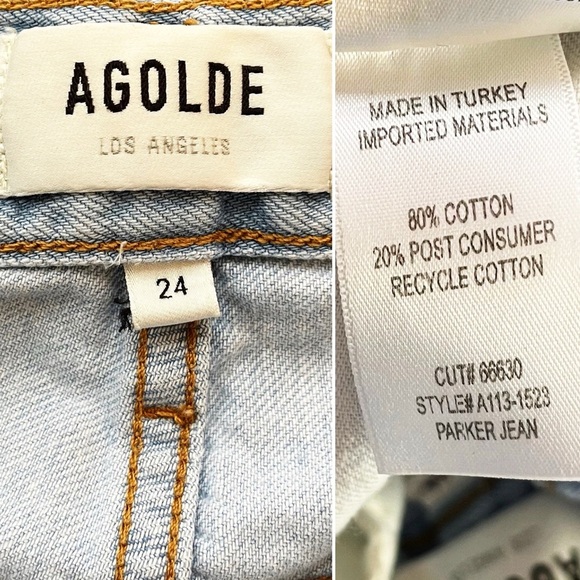 AGOLDE
LOS ANGELES
24
MADE IN TURKEY
IMPORTED MATERIALS
80% COTTON
20% POST CONSUMER
RECYCLE COTTON
CUT# 66630
STYLE# A113-1523
PARKER JEAN